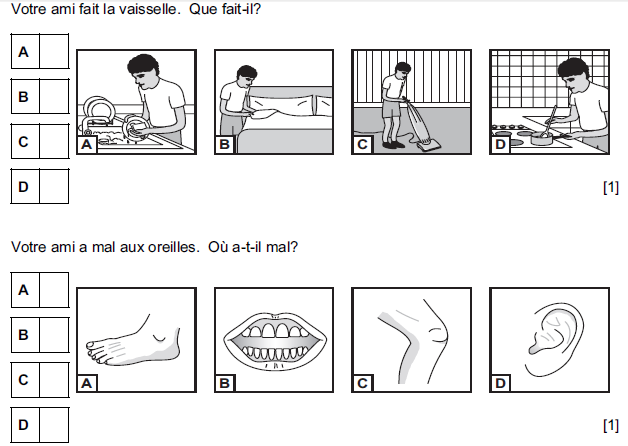 Votre ami fait la vaisselle. Que fait-il?
A
B
C
D
A
B
C
D
[1]
Votre ami a mal aux oreilles. Où a-t-il mal?
A
B
C
D
A
B
C
D
[1]